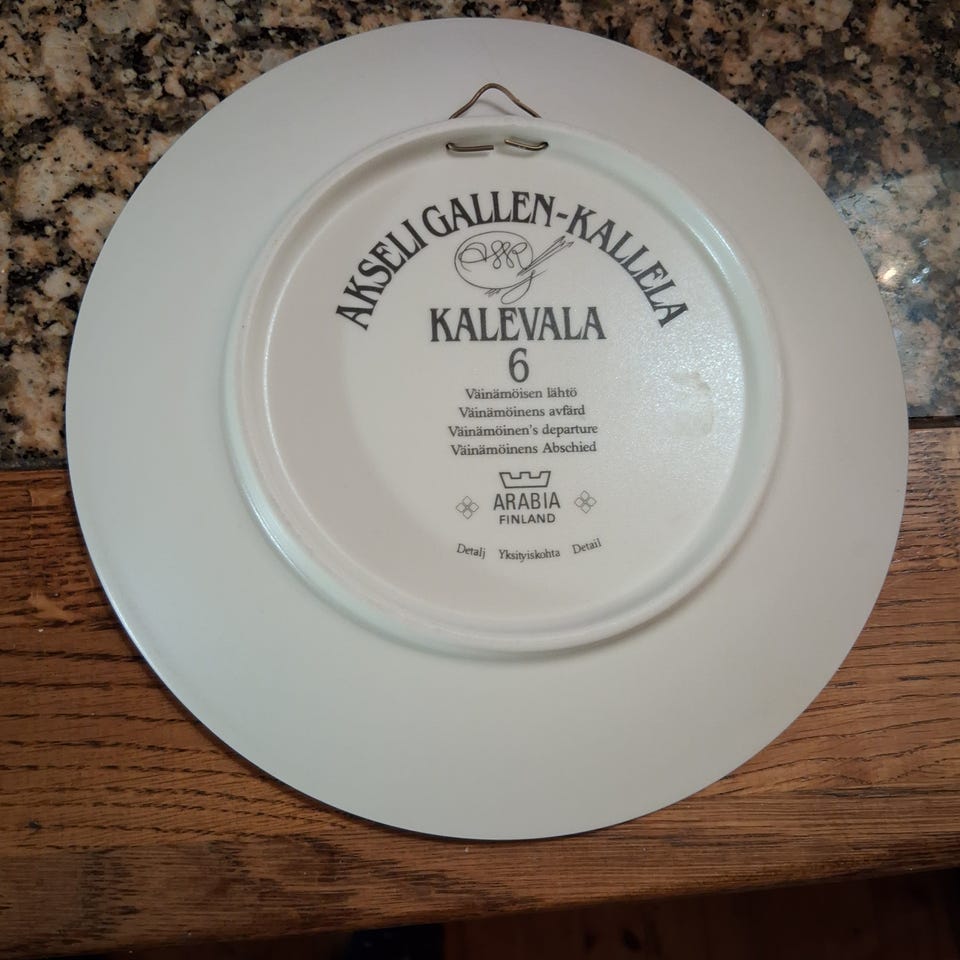 AKSELI GALLEN-KALLELA
KALEVALA
6
Väinämöisen lähtö
Väinämöinens avfärd
Väinämöinen's departure
Väinämöinens Abschied
ARABIA
FINLAND
Detalj Yksityiskohta Detail